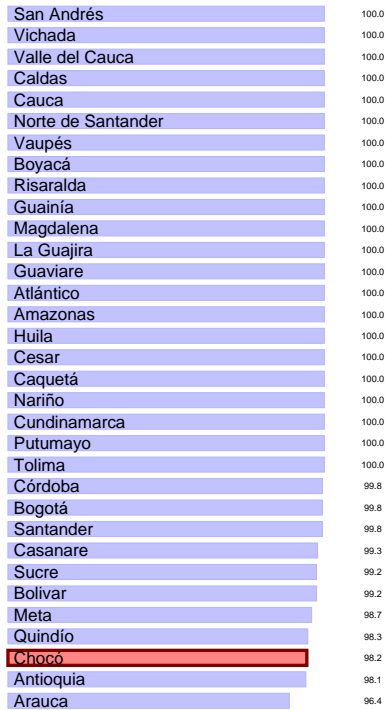 San Andrés 100.0
Vichada 100.0
Valle del Cauca 100.0
Caldas 100.0
Cauca 100.0
Norte de Santander 100.0
Vaupés 100.0
Boyacá 100.0
Risaralda 100.0
Guainía 100.0
Magdalena 100.0
La Guajira 100.0
Guaviare 100.0
Atlántico 100.0
Amazonas 100.0
Huila 100.0
Cesar 100.0
Caquetá 100.0
Nariño 100.0
Cundinamarca 100.0
Putumayo 100.0
Tolima 100.0
Córdoba 99.8
Bogotá 99.8
Santander 99.8
Casanare 99.3
Sucre 99.2
Bolivar 99.2
Meta 98.7
Quindío 98.3
Chocó 98.2
Antioquia 98.1
Arauca 96.4